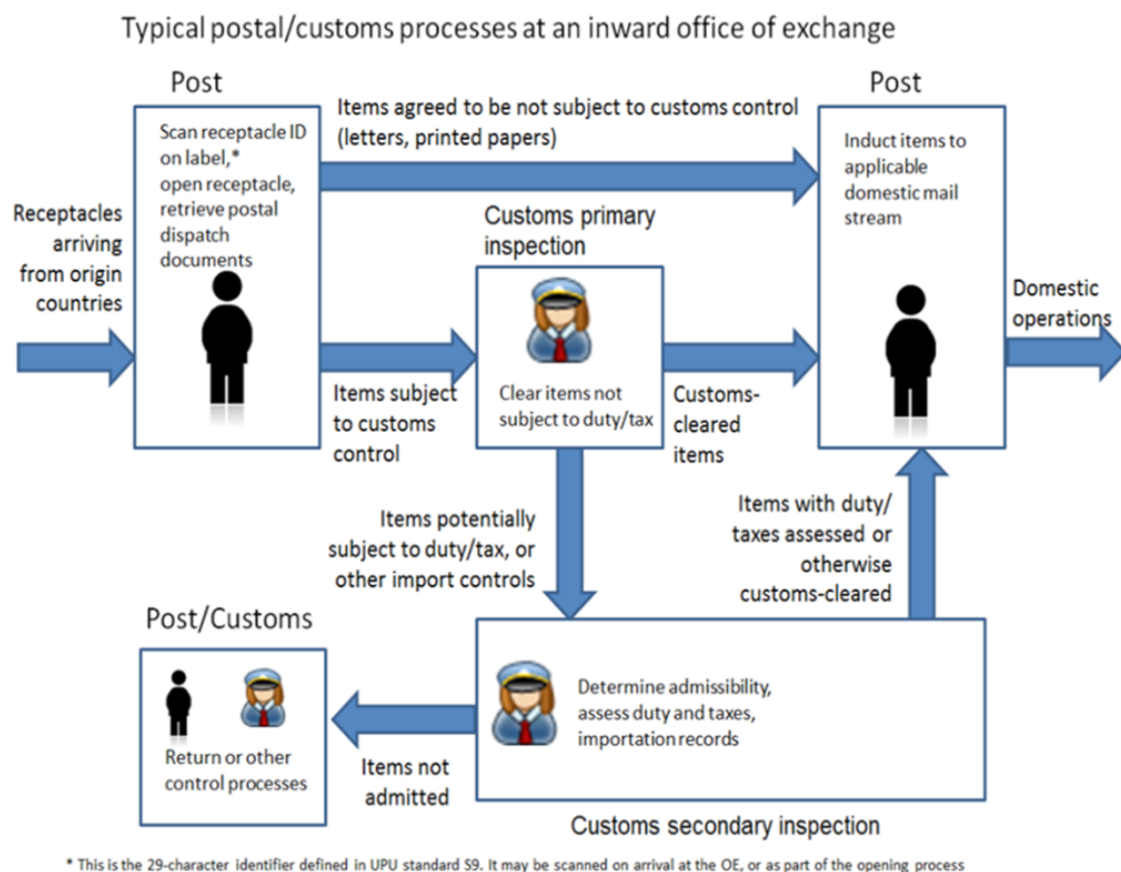 Typical postal/customs processes at an inward office of exchange
Post
Scan receptacle ID
on label,*
open receptacle,
retrieve postal
dispatch
documents
Receptacles
arriving
from origin
countries
Items agreed to be not subject to customs control
(letters, printed papers)
Post
Induct items to
applicable
domestic mail
stream
Customs primary
inspection
Clear items not
subject to duty/tax
Items subject
to customs
control
Customs-
cleared
items
Domestic
operations
Items potentially
subject to duty/tax, or
other import controls
Items with duty/
taxes assessed or
otherwise
customs-cleared
Post/Customs
Return or other
control processes
Items not
admitted
Determine admissibility,
assess duty and taxes,
importation records
Customs secondary inspection
* This is the 29-character identifier defined in UPU standard S9. It may be scanned on arrival at the OE, or as part of the opening process